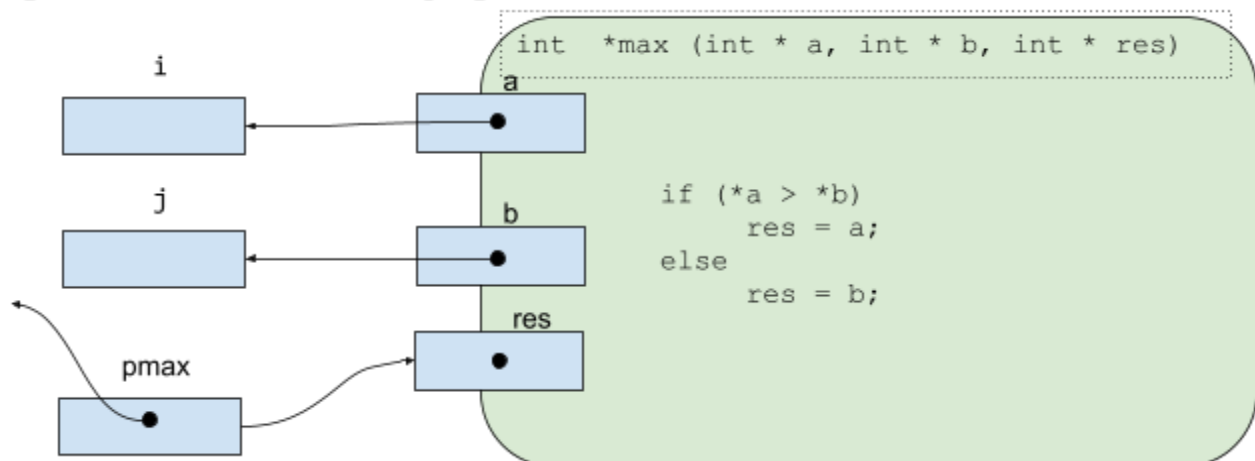 int  *max (int * a, int * b, int * res)
i
a
j
b
if (*a > *b)
res = a;
else
res = b;
res
pmax